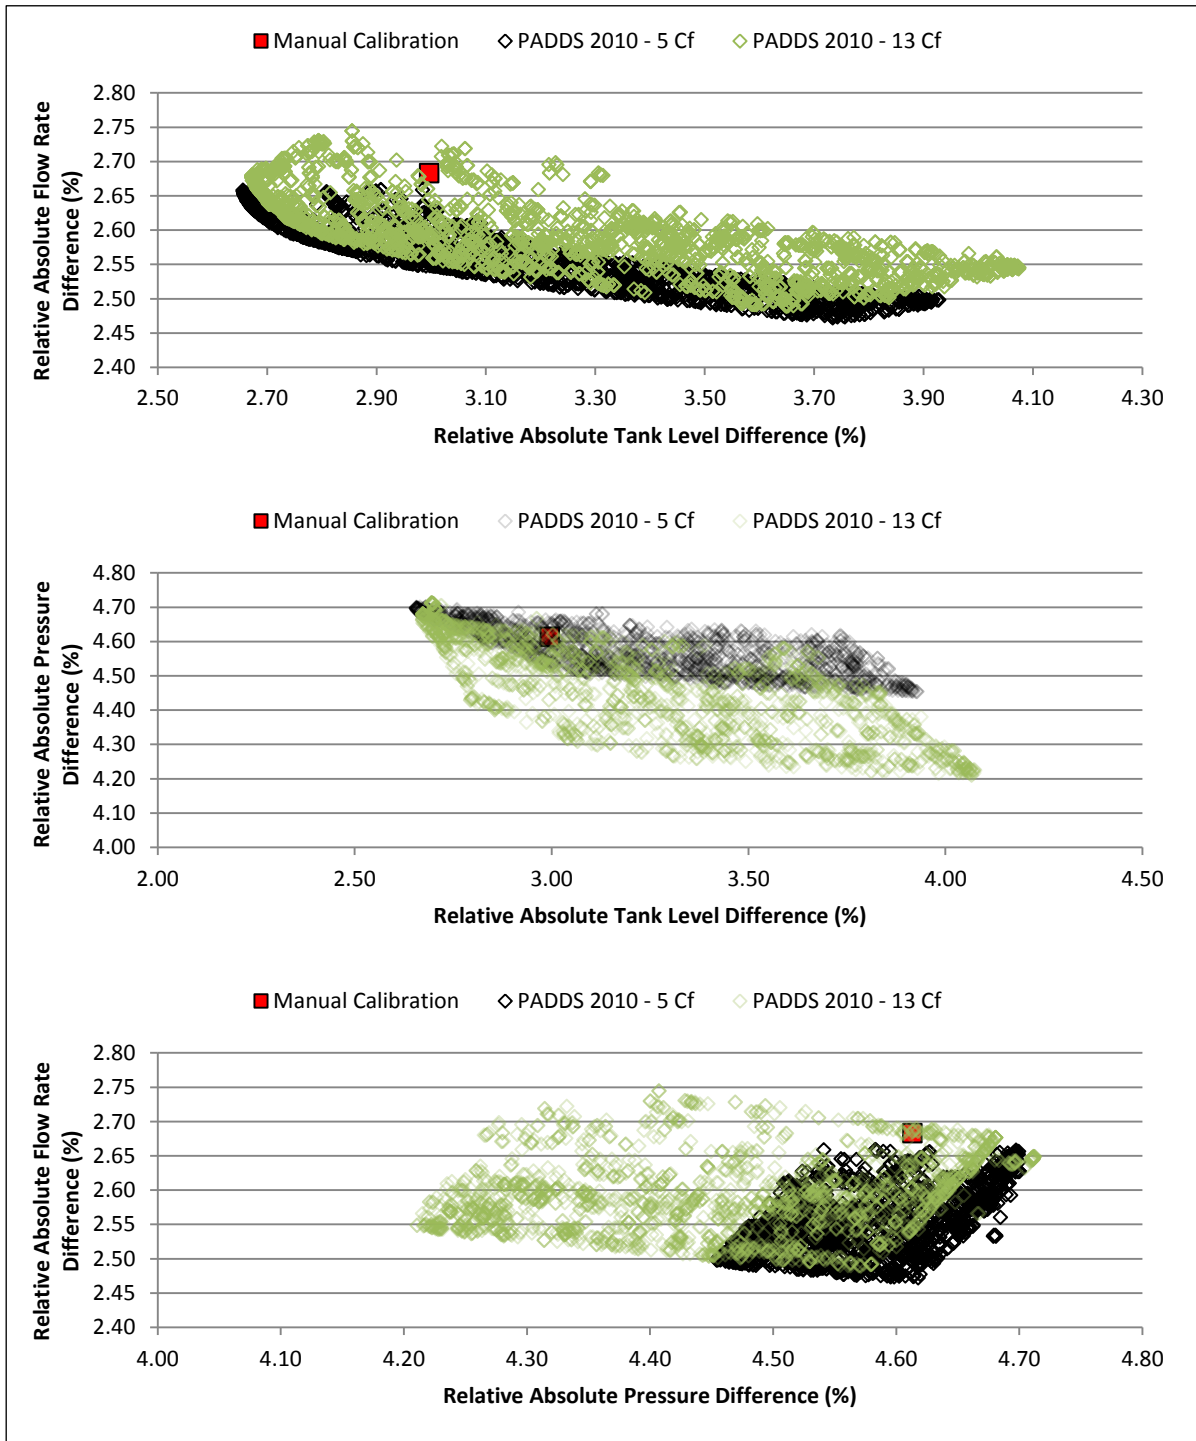 Manual Calibration PADDS 2010 - 5 Cf PADDS 2010 - 13 Cf
Relative Absolute Flow Rate
Difference (%)
2.80
2.75
2.70
2.65
2.60
2.55
2.50
2.45
2.40
2.50 2.70 2.90 3.10 3.30 3.50 3.70 3.90 4.10 4.30
Relative Absolute Tank Level Difference (%)
Manual Calibration PADDS 2010 - 5 Cf PADDS 2010 - 13 Cf
Relative Absolute Pressure
Difference (%)
4.80
4.70
4.60
4.50
4.40
4.30
4.20
4.10
4.00
2.00 2.50 3.00 3.50 4.00 4.50
Relative Absolute Tank Level Difference (%)
Manual Calibration PADDS 2010 - 5 Cf PADDS 2010 - 13 Cf
Relative Absolute Flow Rate
Difference (%)
2.80
2.75
2.70
2.65
2.60
2.55
2.50
2.45
2.40
4.00 4.10 4.20 4.30 4.40 4.50 4.60 4.70 4.80
Relative Absolute Pressure Difference (%)